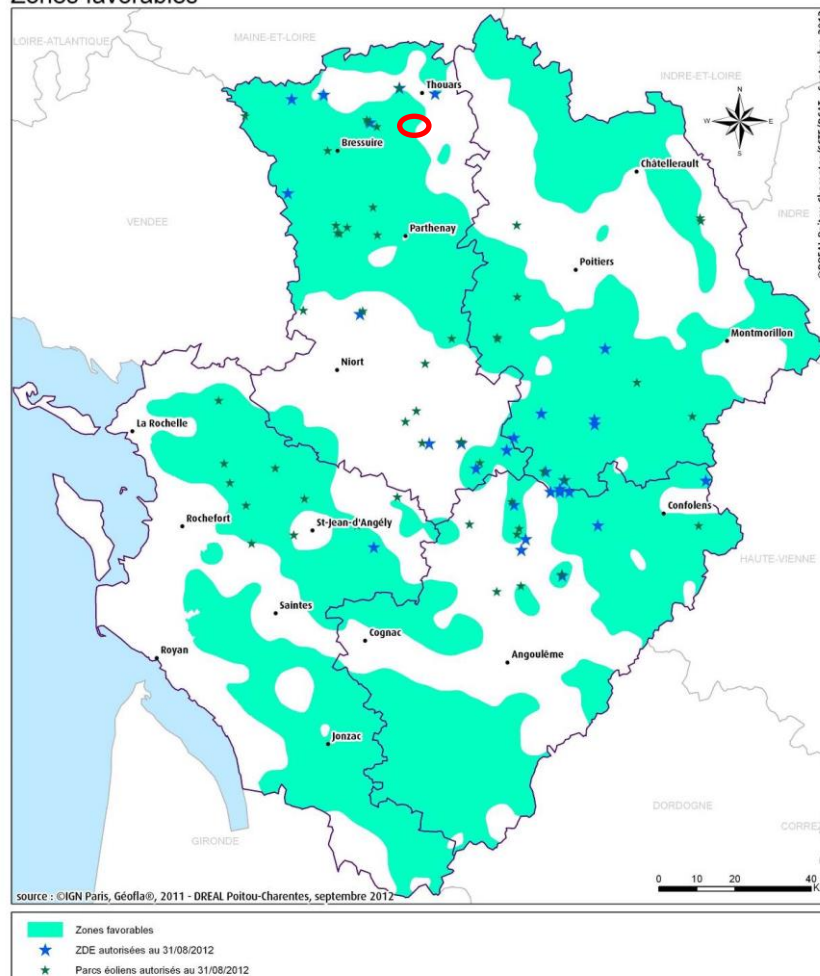 Zones favorables
LOIRE-ATLANTIQUE
MAINE-ET-LOIRE
INDRE-ET-LOIRE
Thouars
N
W
E
S
Bressuire
Châtellerault
VENDEE
INDRE
Parthenay
Poitiers
Montmorillon
Niort
La Rochelle
Confolens
Rochefort
St-Jean-d'Angély
HAUTE-VIENNE
Saintes
Cognac
Royan
Angoulême
Jonzac
DORDOGNE
GIRONDE
source : ©IGN Paris, Géofla®, 2011 - DREAL Poitou-Charentes, septembre 2012
0 10 20 40
Zones favorables
ZDE autorisées au 31/08/2012
Parcs éoliens autorisés au 31/08/2012